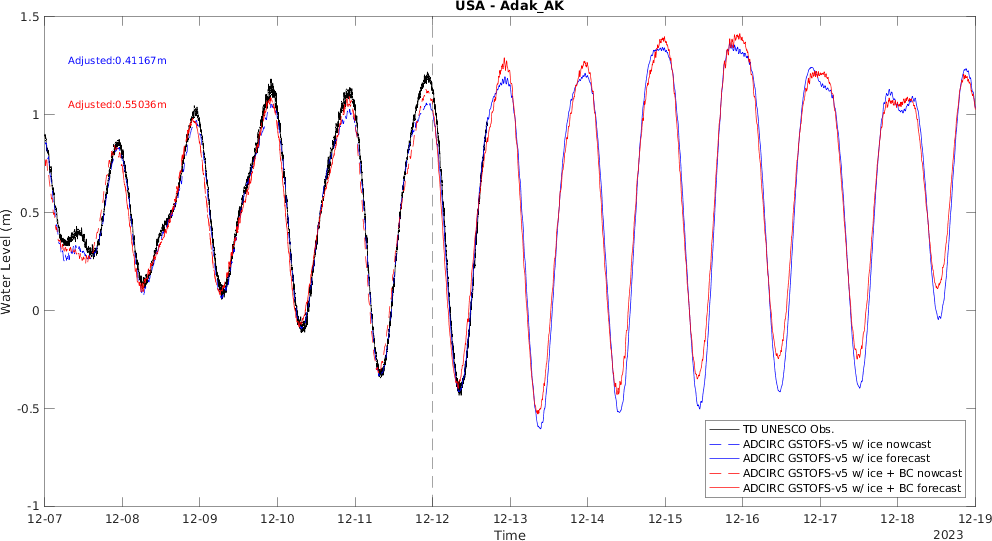 USA - Adak_AK
Adjusted:0.41167m
Adjusted:0.55036m
Water Level (m)
1.5
1
0.5
0
-0.5
-1
TD UNESCO Obs.
ADCIRC GSTOFS-v5 w/ ice nowcast
ADCIRC GSTOFS-v5 w/ ice forecast
ADCIRC GSTOFS-v5 w/ ice + BC nowcast
ADCIRC GSTOFS-v5 w/ ice + BC forecast
12-07 12-08 12-09 12-10 12-11 12-12 12-13 12-14 12-15 12-16 12-17 12-18 12-19
Time
2023